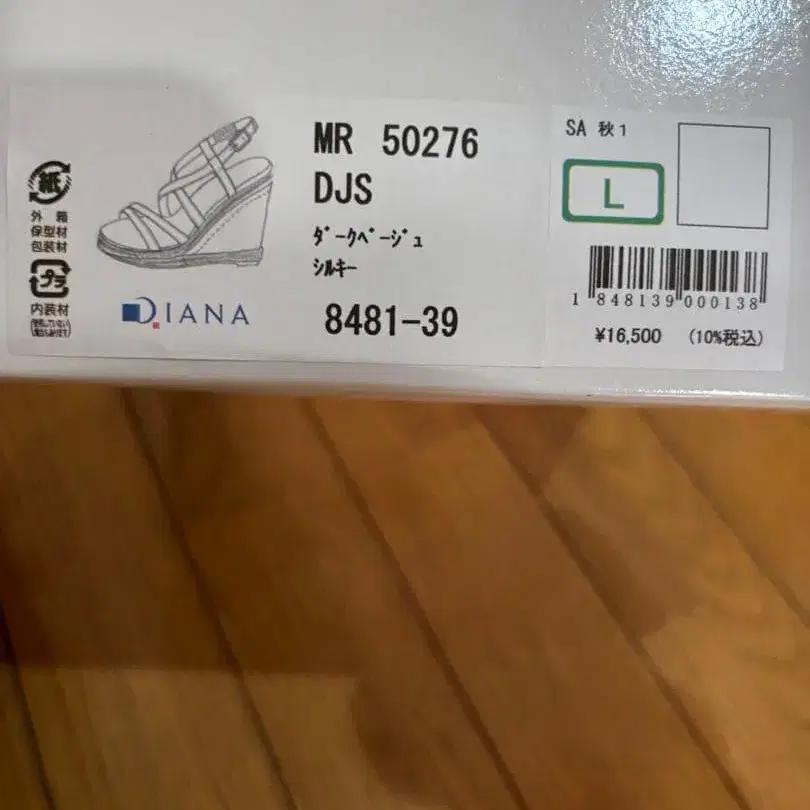 紙
外 箱
保型材
包装材
プラ
内装材
DIANA
MR 50276
DJS
ﾀﾞｰｸﾍﾞｰｼﾞｭ
ｼﾙｷｰ
8481-39
SA 秋1
L
1 848139 000138
¥16,500 (10%税込)